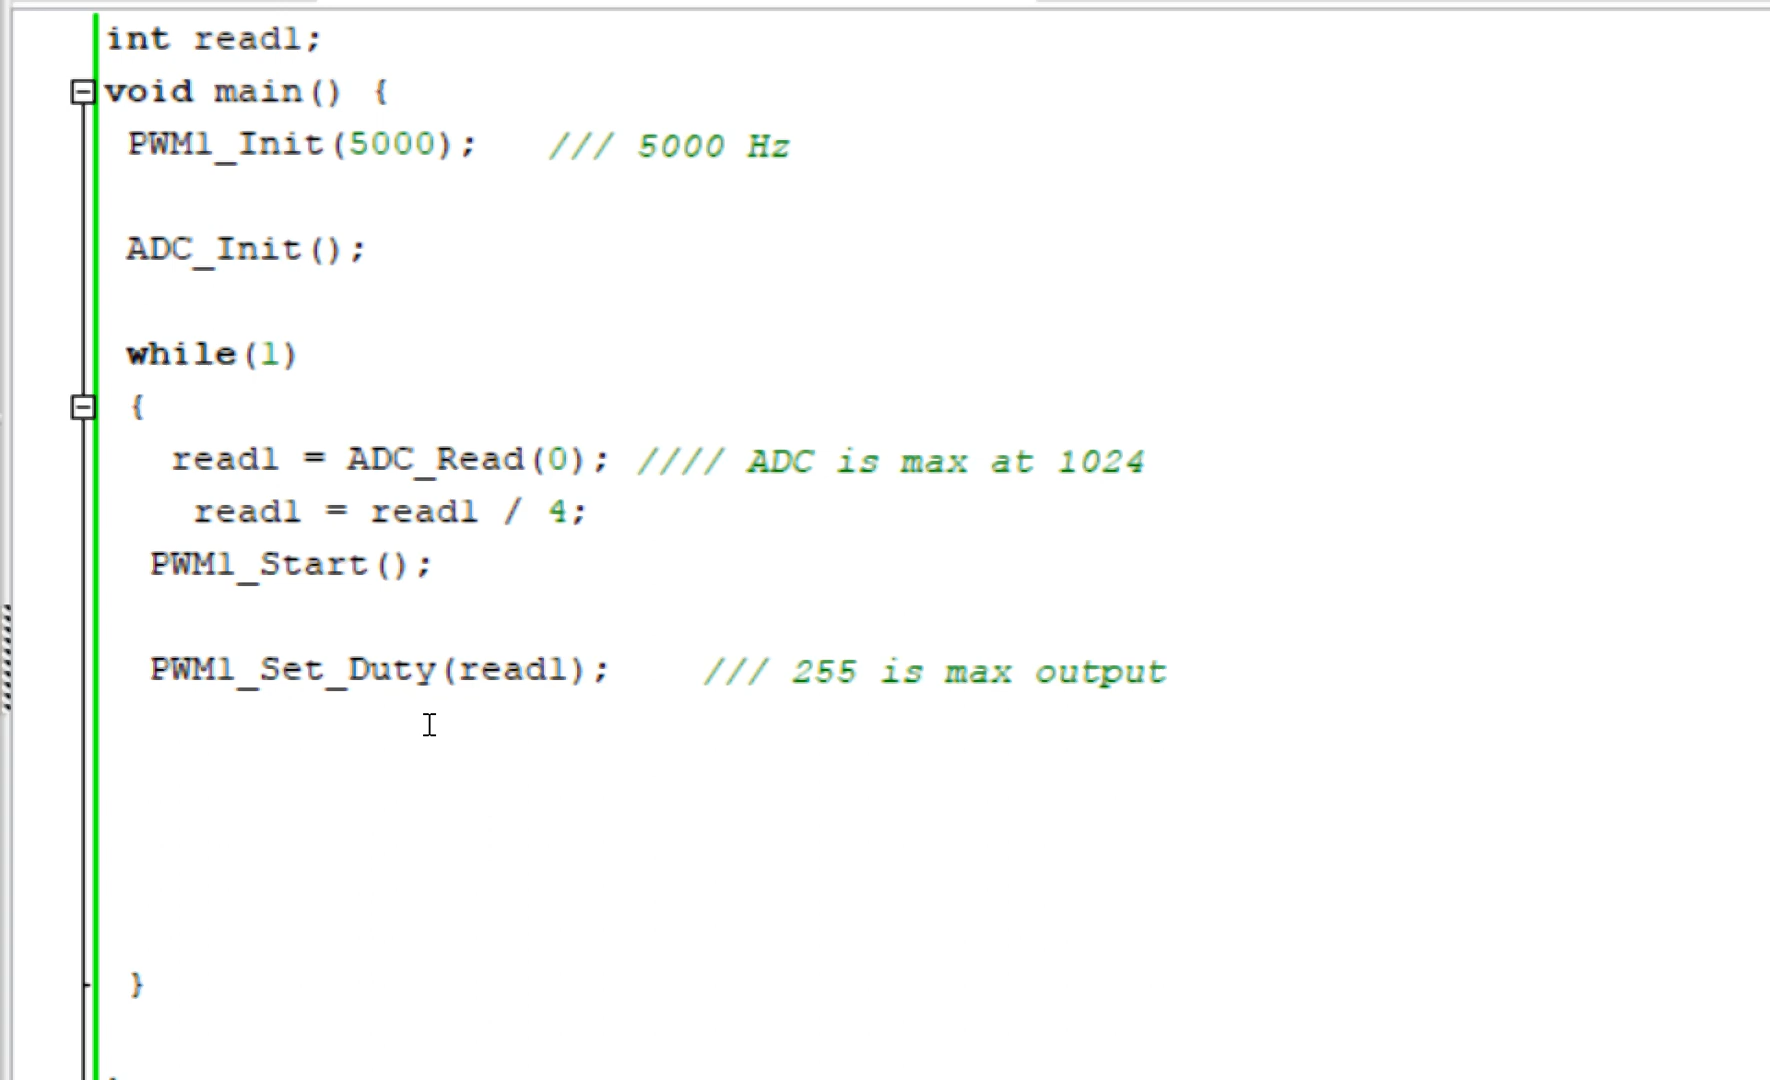 int read1;
void main() {
PWM1_Init(5000);   /// 5000 Hz
ADC_Init();
while(1)
{
read1 = ADC_Read(0); //// ADC is max at 1024
read1 = read1 / 4;
PWM1_Start();
PWM1_Set_Duty(read1);    /// 255 is max output
}